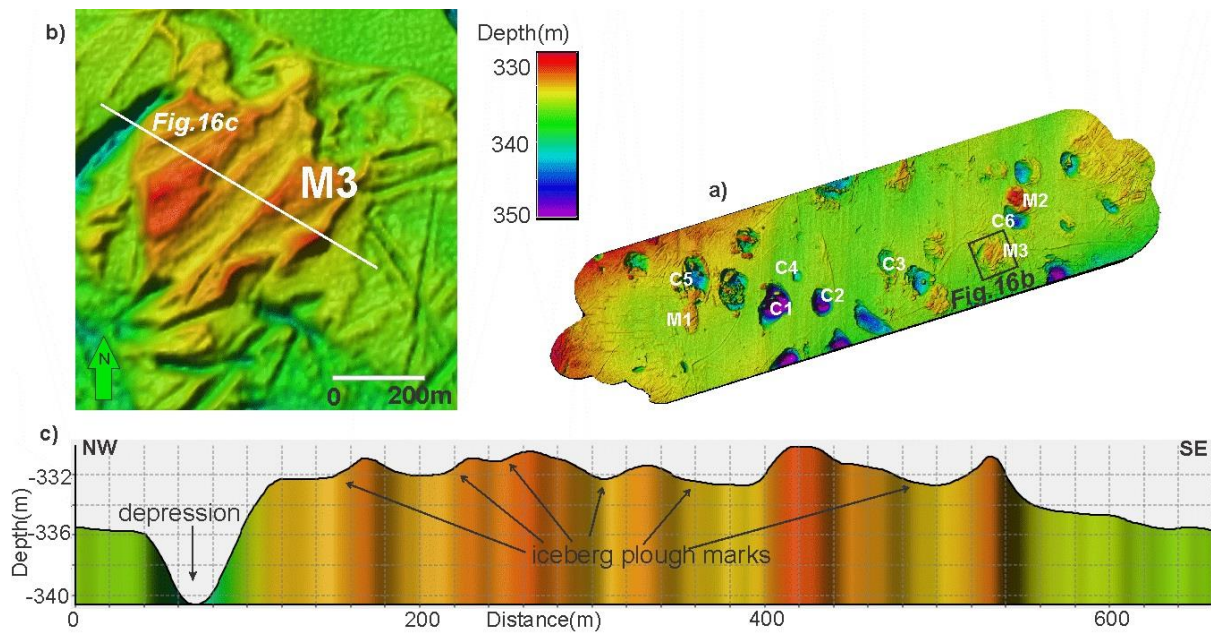 b)
Fig.16c
M3
N
0 200m
Depth(m)
330
340
350
a)
M2
C6
M3
C3
C4
C5
C2
C1
M1
Fig.16b
c)
NW
SE
Depth(m)
-332
-336
-340
depression
iceberg plough marks
200 Distance(m) 400 600